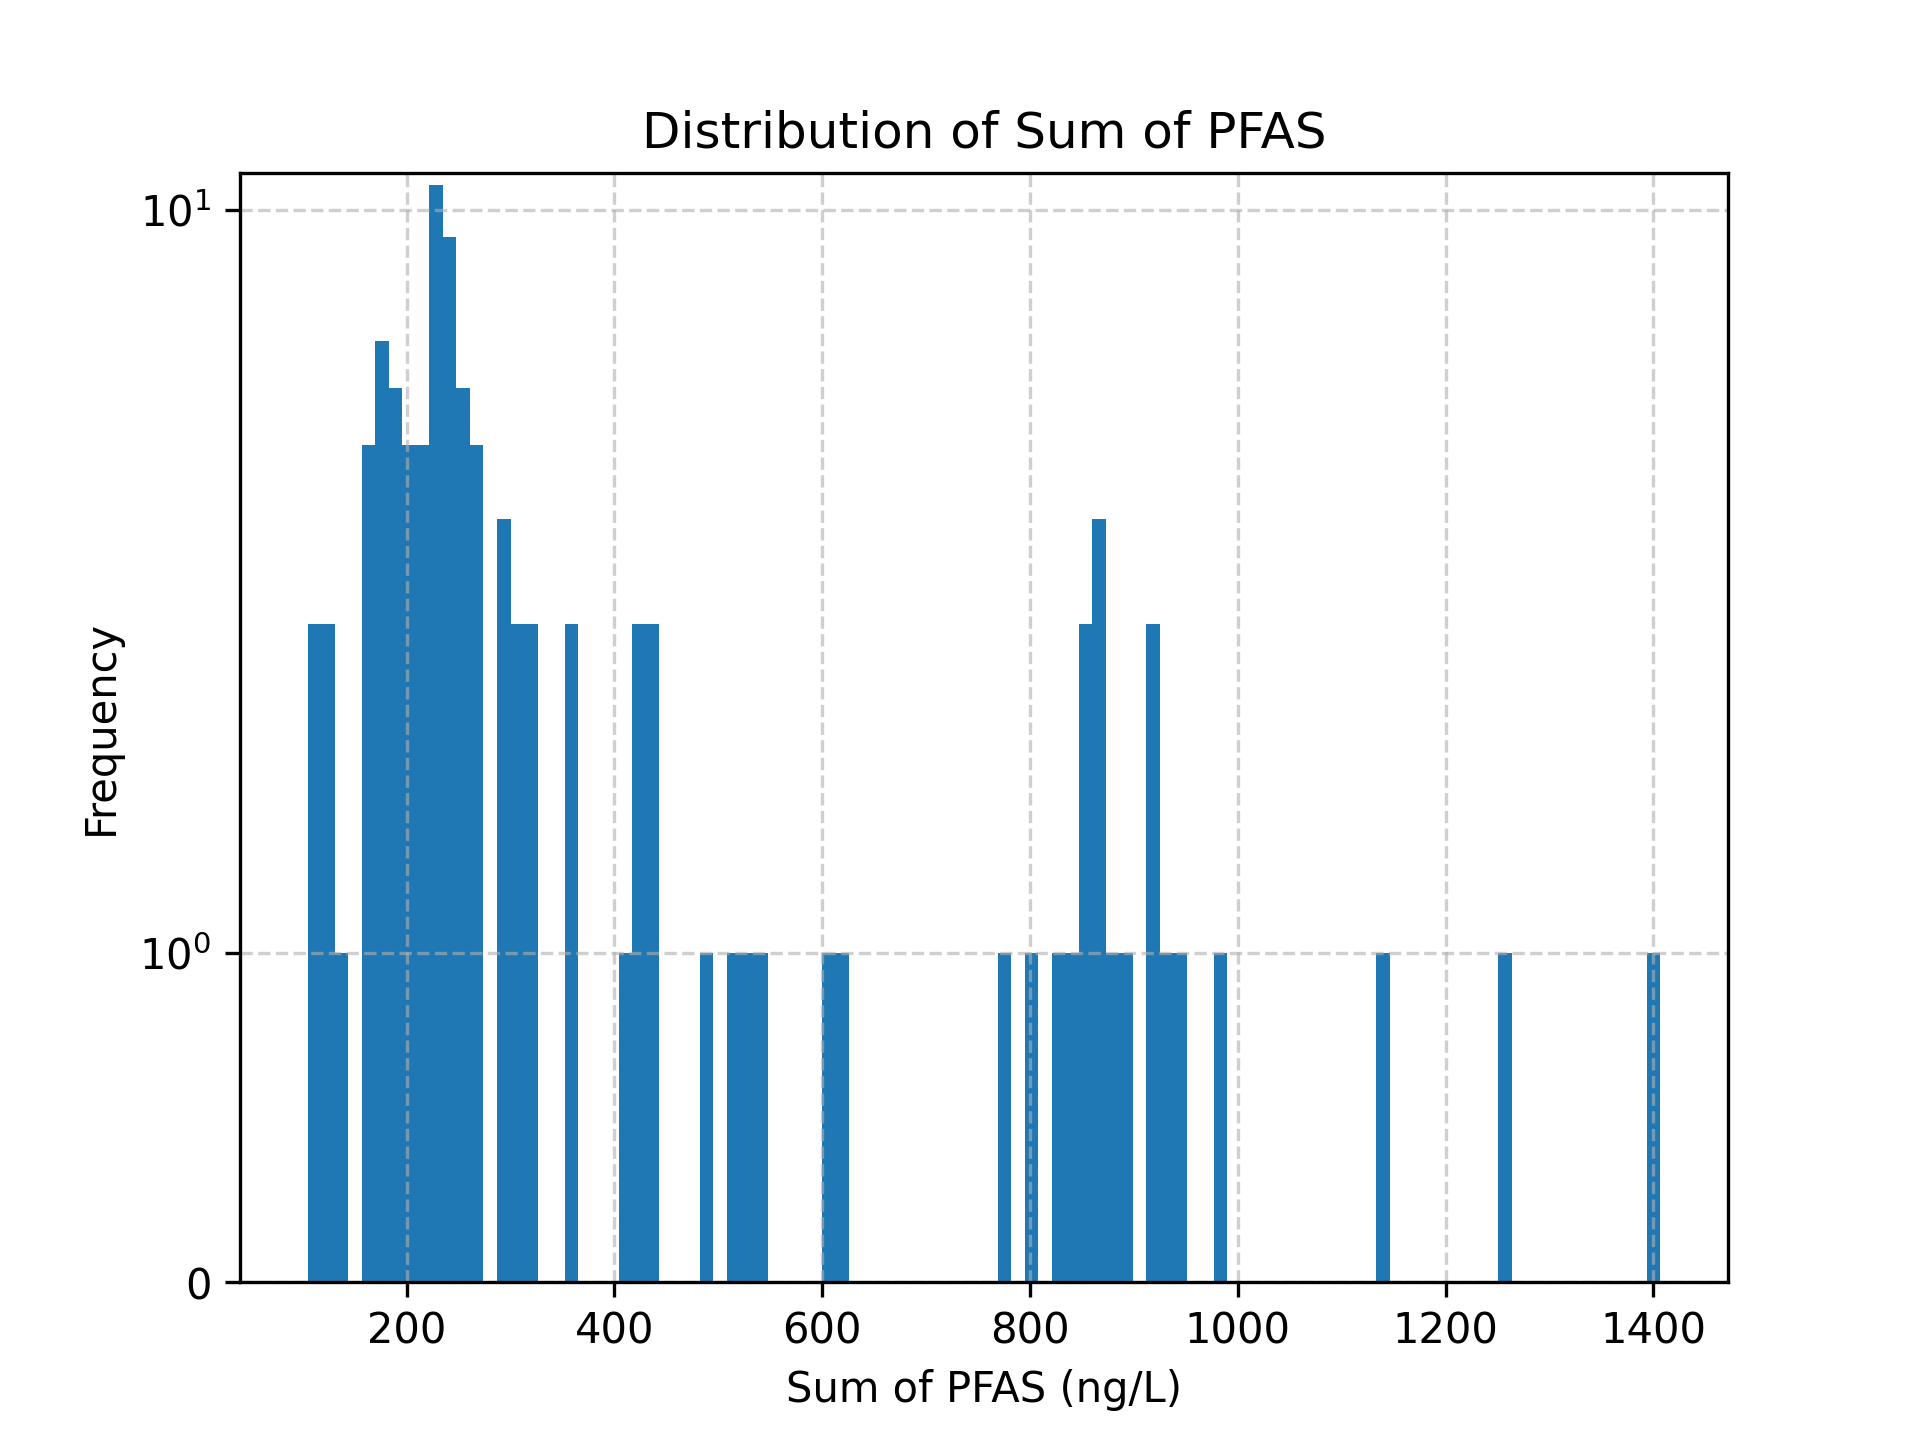 Distribution of Sum of PFAS
10¹
10⁰
0
Frequency
200 400 600 800 1000 1200 1400
Sum of PFAS (ng/L)